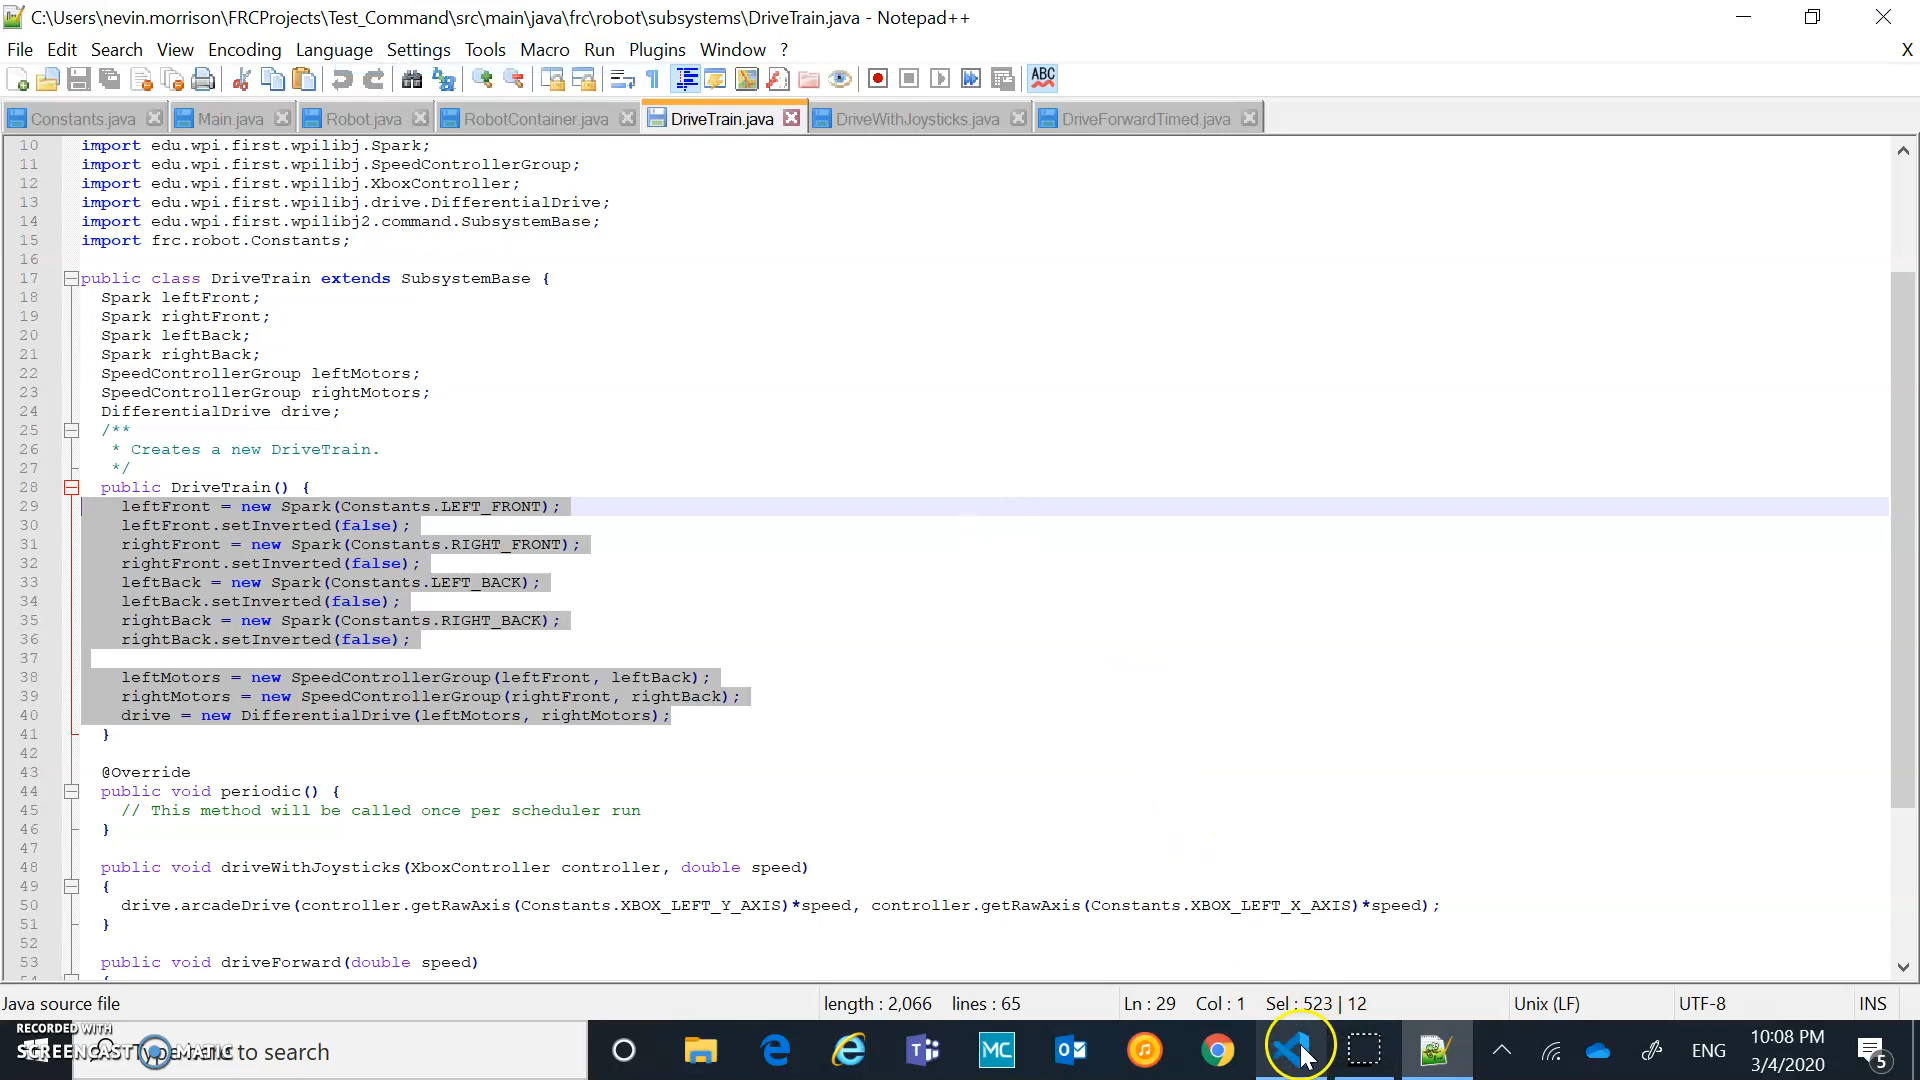 C:\Users\nevin.morrison\FRCProjects\Test_Command\src\main\java\frc\robot\subsystems\DriveTrain.java - Notepad++
File Edit Search View Encoding Language Settings Tools Macro Run Plugins Window ? X
ABC
Constants.java Main.java Robot.java RobotContainer.java DriveTrain.java DriveWithJoysticks.java DriveForwardTimed.java
10 import edu.wpi.first.wpilibj.Spark;
11 import edu.wpi.first.wpilibj.SpeedControllerGroup;
12 import edu.wpi.first.wpilibj.XboxController;
13 import edu.wpi.first.wpilibj.drive.DifferentialDrive;
14 import edu.wpi.first.wpilibj2.command.SubsystemBase;
15 import frc.robot.Constants;
16
17 public class DriveTrain extends SubsystemBase {
18 Spark leftFront;
19 Spark rightFront;
20 Spark leftBack;
21 Spark rightBack;
22 SpeedControllerGroup leftMotors;
23 SpeedControllerGroup rightMotors;
24 DifferentialDrive drive;
25 /**
26 * Creates a new DriveTrain.
27 */
28 public DriveTrain() {
29 leftFront = new Spark(Constants.LEFT_FRONT);
30 leftFront.setInverted(false);
31 rightFront = new Spark(Constants.RIGHT_FRONT);
32 rightFront.setInverted(false);
33 leftBack = new Spark(Constants.LEFT_BACK);
34 leftBack.setInverted(false);
35 rightBack = new Spark(Constants.RIGHT_BACK);
36 rightBack.setInverted(false);
37
38 leftMotors = new SpeedControllerGroup(leftFront, leftBack);
39 rightMotors = new SpeedControllerGroup(rightFront, rightBack);
40 drive = new DifferentialDrive(leftMotors, rightMotors);
41 }
42
43 @Override
44 public void periodic() {
45 // This method will be called once per scheduler run
46 }
47
48 public void driveWithJoysticks(XboxController controller, double speed)
49 {
50 drive.arcadeDrive(controller.getRawAxis(Constants.XBOX_LEFT_Y_AXIS)*speed, controller.getRawAxis(Constants.XBOX_LEFT_X_AXIS)*speed);
51 }
52
53 public void driveForward(double speed)
54 {
Java source file length : 2,066 lines : 65 Ln : 29 Col : 1 Sel : 523 | 12 Unix (LF) UTF-8 INS
RECORDED WITH
SCREENCAST MATIC
Type here to search MC ENG 10:08 PM 5
3/4/2020